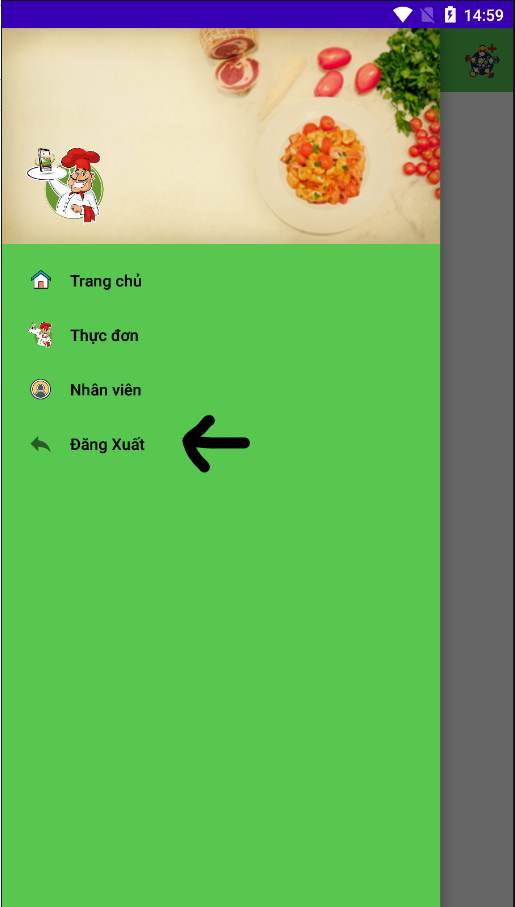 14:59
Trang chủ
Thực đơn
Nhân viên
Đăng Xuất